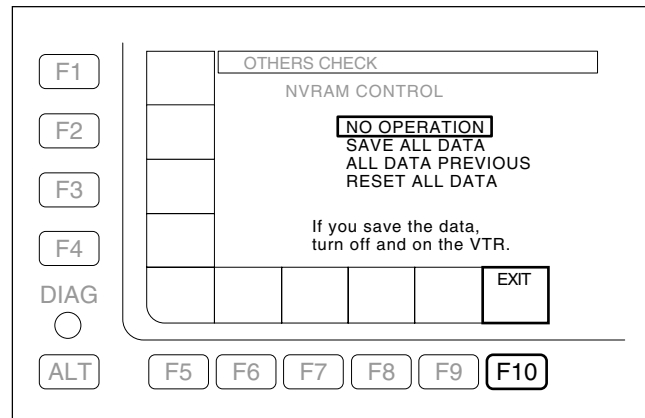 F1
OTHERS CHECK
NVRAM CONTROL
F2
NO OPERATION
SAVE ALL DATA
ALL DATA PREVIOUS
RESET ALL DATA
F3
If you save the data,
turn off and on the VTR.
F4
EXIT
DIAG
ALT F5 F6 F7 F8 F9 F10